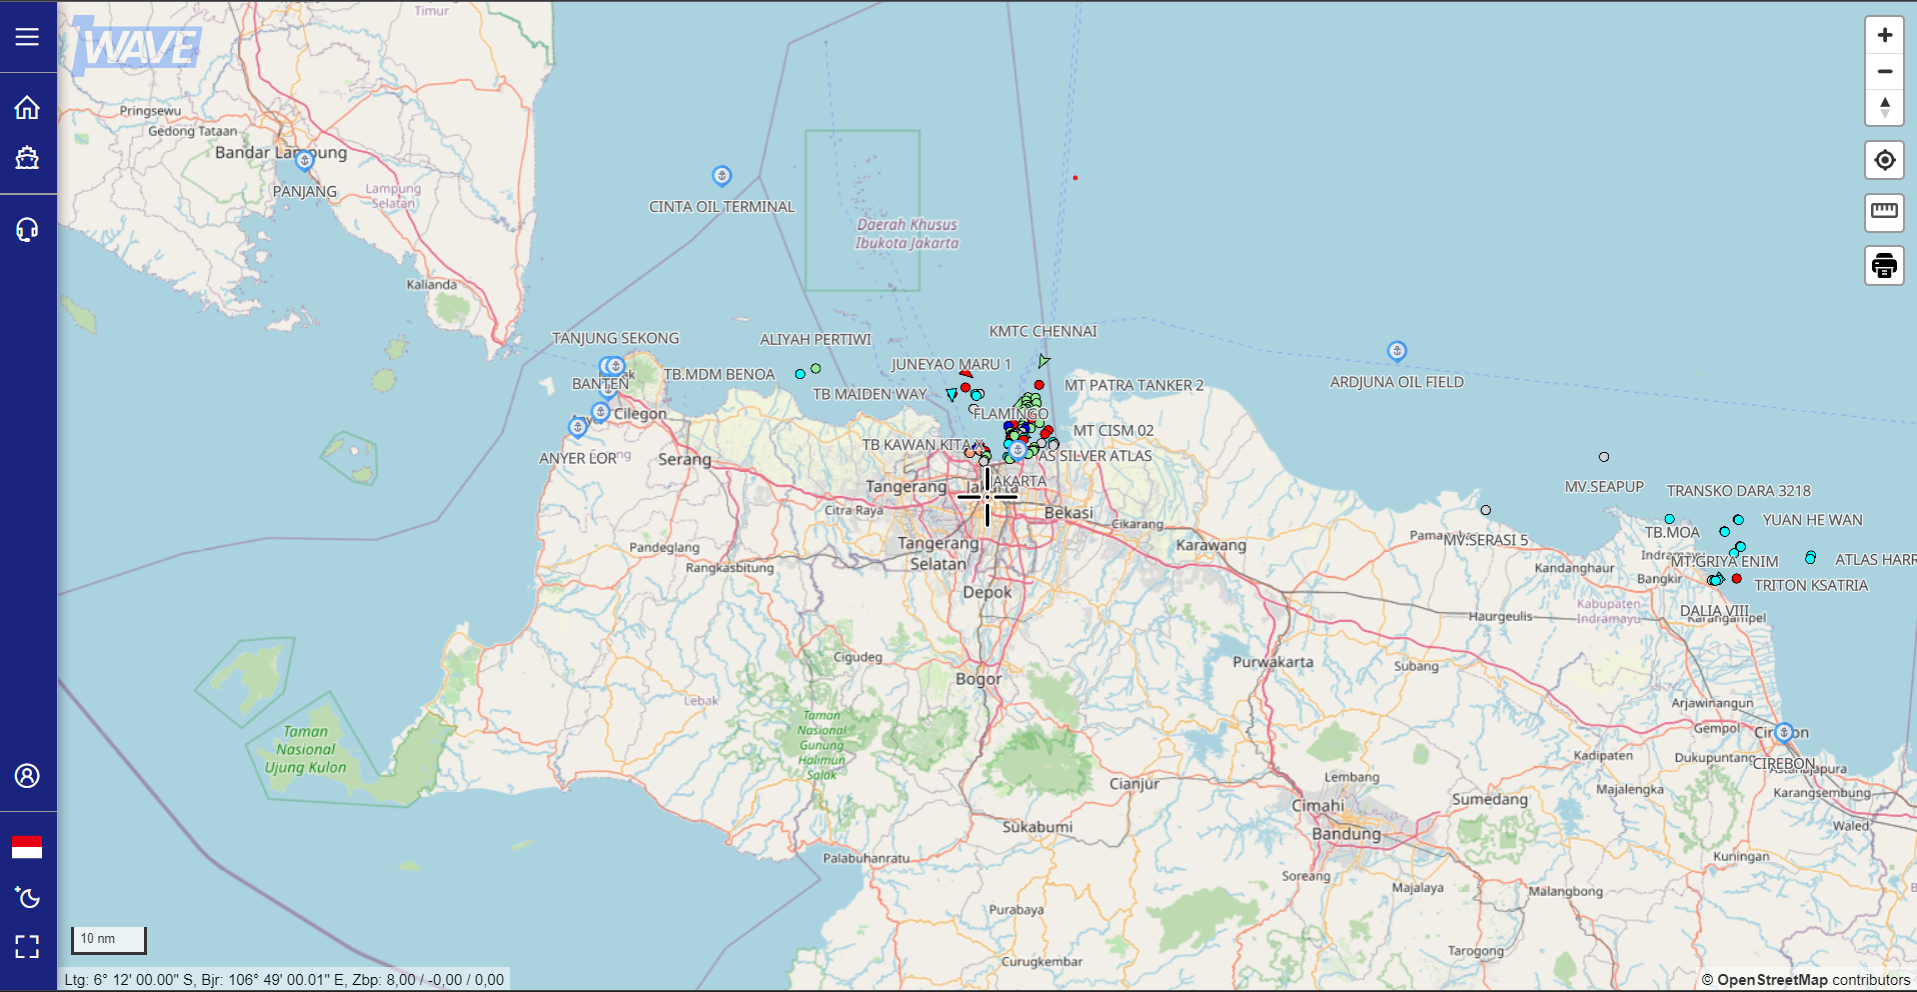 Timur
WAVE
Pringsewu
Gedong Tataan
Bandar Lampung
PANJANG
Lampung
Selatan
Kalianda
CINTA OIL TERMINAL
Daerah Khusus
Ibukota Jakarta
KMTC CHENNAI
TANJUNG SEKONG
ALIYAH PERTIWI
JUNEYAO MARU 1
TB.MDM BENOA
BANTEN
TB MAIDEN WAY
MT PATRA TANKER 2
ARDJUNA OIL FIELD
Cilegon
FLAMINGO
MT CISM 02
TB KAWAN KITA X
AS SILVER ATLAS
ANYER LOR
Serang
Tangerang
JAKARTA
Jakarta
Citra Raya
Bekasi
Cikarang
MV.SEAPUP
TRANSKO DARA 3218
YUAN HE WAN
TB.MOA
MV.SERASI 5
Pandeglang
Tangerang
Selatan
Karawang
Rangkasbitung
Kandanghaur
MT.GRIYA ENIM
ATLAS HARR
Bangkir
TRITON KSATRIA
Depok
Kabupaten
Indramayu
DALIA VIII
Karangampel
Haurgeulis
Cigudeg
Purwakarta
Subang
Bogor
Lebak
Arjawinangun
Taman
Nasional
Ujung Kulon
Taman
Nasional
Gunung
Halimun
Salak
Gempol
Cirebon
CIREBON
Kadipaten
Dukupuntang
Astanajapura
Cianjur
Lembang
Majalengka
Karangsembung
Cimahi
Sumedang
Sukabumi
Bandung
Waled
Palabuhanratu
Kuningan
Soreang
Majalaya
Malangbong
Purabaya
Tarogong
Curugkembar
10 nm
Ltg: 6° 12' 00.00" S, Bjr: 106° 49' 00.01" E, Zbp: 8,00 / -0,00 / 0,00
© OpenStreetMap contributors